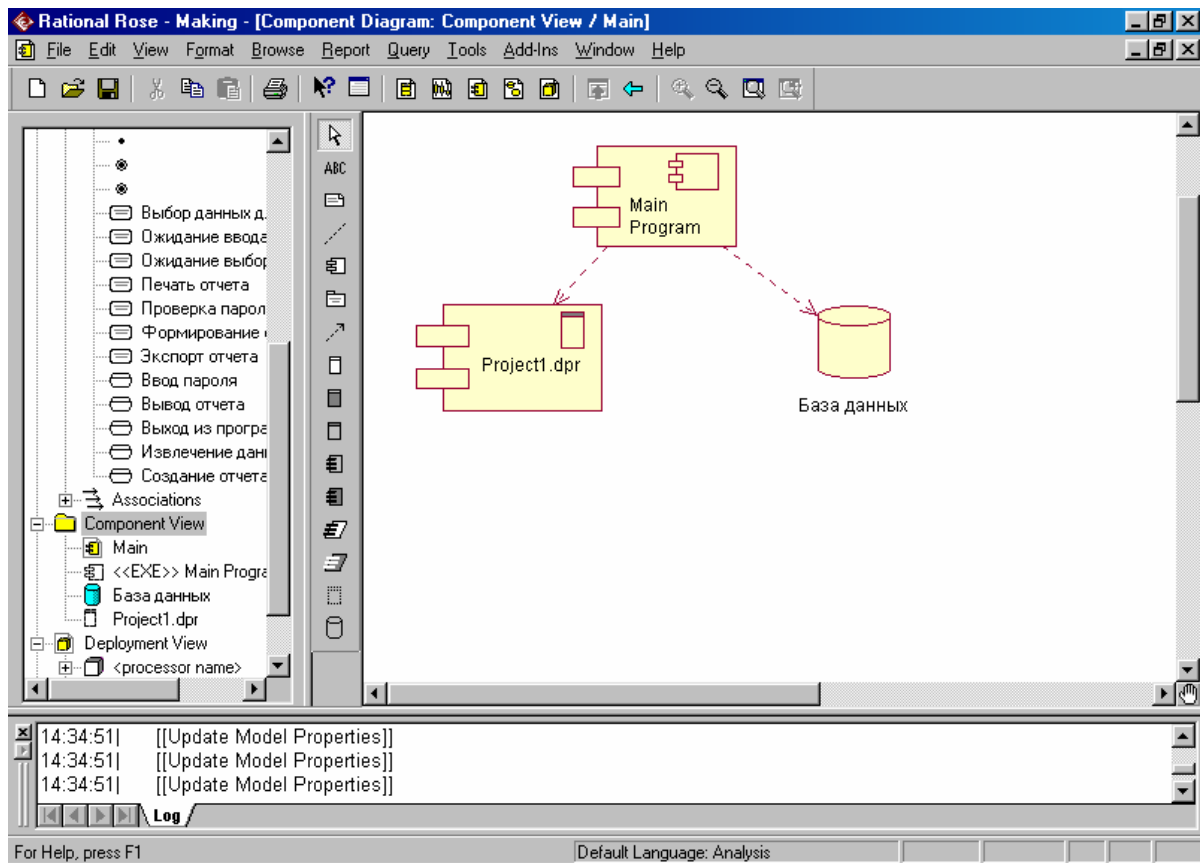 Rational Rose - Making - [Component Diagram: Component View / Main]
File Edit View Format Browse Report Query Tools Add-Ins Window Help
ABC
Выбор данных д
Ожидание ввода
Ожидание выбор
Печать отчета
Проверка парол
Формирование
Экспорт отчета
Ввод пароля
Вывод отчета
Выход из програ
Извлечение данн
Создание отчета
Associations
Component View
Main
<<EXE>> Main Progra
База данных
Project1.dpr
Deployment View
<processor name>
Main
Program
Project1.dpr
База данных
14:34:51| [[Update Model Properties]]
14:34:51| [[Update Model Properties]]
14:34:51| [[Update Model Properties]]
Log
For Help, press F1
Default Language: Analysis